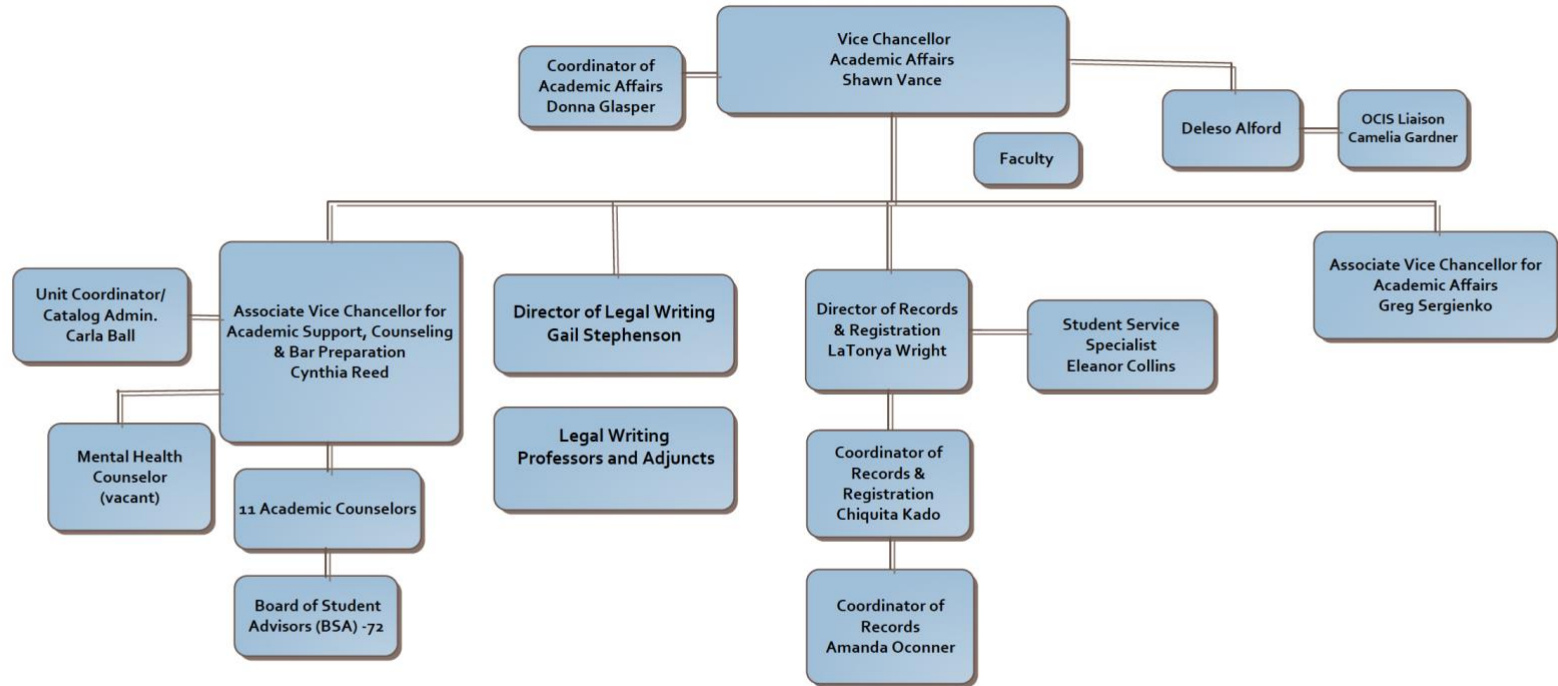 Vice Chancellor
Academic Affairs
Shawn Vance
Coordinator of
Academic Affairs
Donna Glasper
Deleso Alford
OCIS Liaison
Camelia Gardner
Faculty
Unit Coordinator/
Catalog Admin.
Carla Ball
Associate Vice Chancellor for
Academic Support, Counseling
& Bar Preparation
Cynthia Reed
Director of Legal Writing
Gail Stephenson
Director of Records
& Registration
LaTonya Wright
Student Service
Specialist
Eleanor Collins
Associate Vice Chancellor for
Academic Affairs
Greg Sergienko
Mental Health
Counselor
(vacant)
11 Academic Counselors
Legal Writing
Professors and Adjuncts
Coordinator of
Records &
Registration
Chiquita Kado
Board of Student
Advisors (BSA) -72
Coordinator of
Records
Amanda Oconner